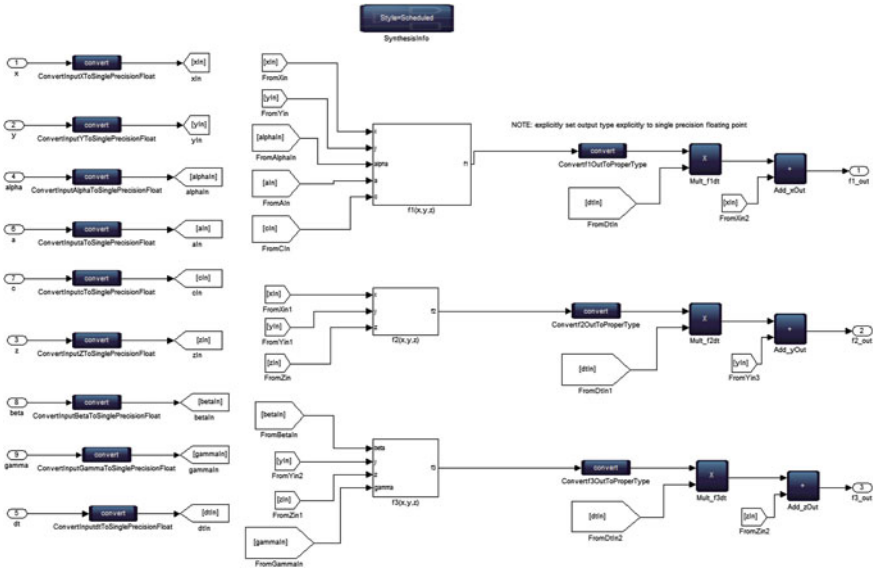 Style=Scheduled
SynthesisInfo
1
x
convert
ConvertInputXToSinglePrecisionFloat
[xIn]
xIn
2
y
convert
ConvertInputYToSinglePrecisionFloat
[yIn]
yIn
4
alpha
convert
ConvertInputAlphaToSinglePrecisionFloat
[alphaIn]
alphaIn
6
a
convert
ConvertInputaToSinglePrecisionFloat
[aIn]
aIn
7
c
convert
ConvertInputcToSinglePrecisionFloat
[cIn]
cIn
3
z
convert
ConvertInputZToSinglePrecisionFloat
[zIn]
zIn
8
beta
convert
ConvertInputBetaToSinglePrecisionFloat
[betaIn]
betaIn
9
gamma
convert
ConvertInputGammaToSinglePrecisionFloat
[gammaIn]
gammaIn
5
dt
convert
ConvertInputdtToSinglePrecisionFloat
[dtIn]
dtIn
[xIn]
FromXin
[yIn]
FromYin
[alphaIn]
FromAlphaIn
[aIn]
FromAIn
[cIn]
FromCIn
x
y
alpha
a
c
f1
f1(x,y,z)
NOTE: explicitly set output type explicitly to single precision floating point
convert
Convertf1OutToProperType
[dtIn]
FromDtIn
X
Mult_f1dt
[xIn]
FromXin2
+
Add_xOut
1
f1_out
[xIn]
FromXin1
[yIn]
FromYin1
[zIn]
FromZin
x
y
z
f2
f2(x,y,z)
convert
Convertf2OutToProperType
[dtIn]
FromDtIn1
X
Mult_f2dt
[yIn]
FromYin3
+
Add_yOut
2
f2_out
[betaIn]
FromBetaIn
[yIn]
FromYin2
[zIn]
FromZin1
[gammaIn]
FromGammaIn
beta
y
z
gamma
f3
f3(x,y,z)
convert
Convertf3OutToProperType
[dtIn]
FromDtIn2
X
Mult_f3dt
[zIn]
FromZin2
+
Add_zOut
3
f3_out